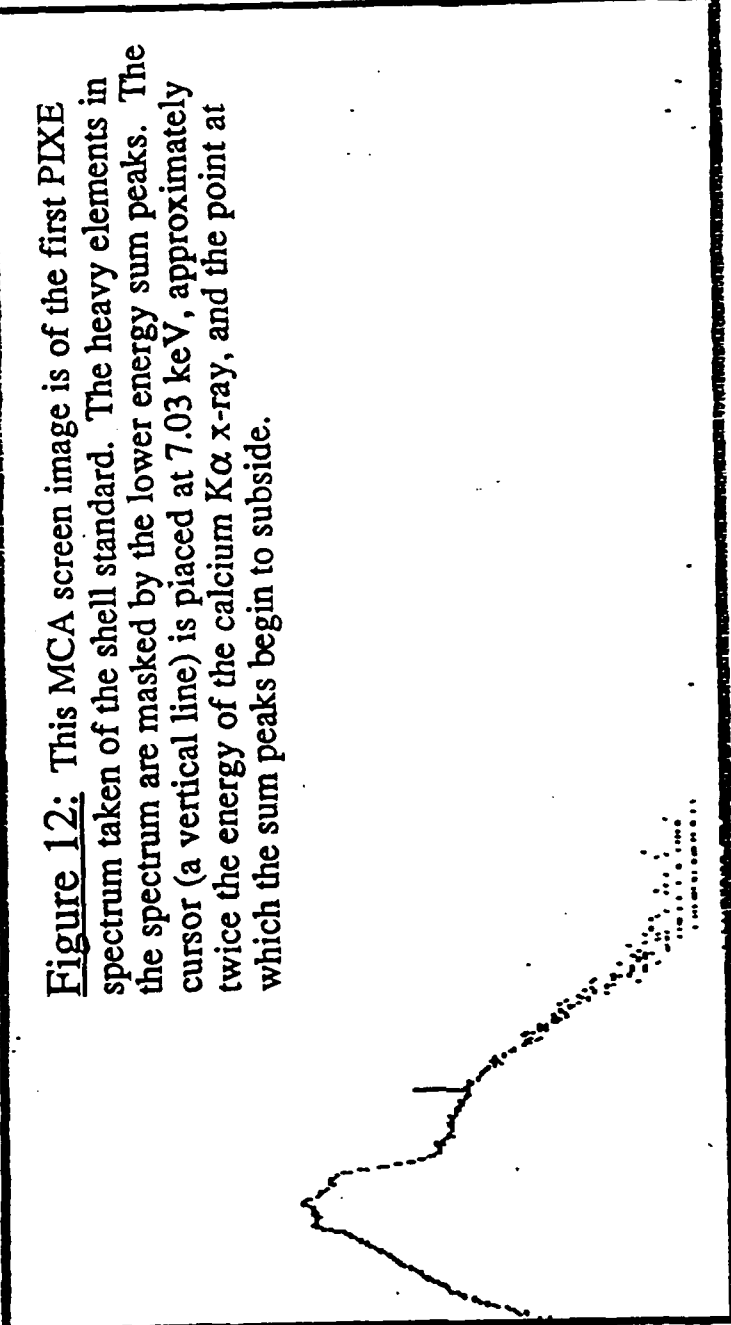 Figure 12: This MCA screen image is of the first PIXE
spectrum taken of the shell standard. The heavy elements in
the spectrum are masked by the lower energy sum peaks. The
cursor (a vertical line) is piaced at 7.03 keV, approximately
twice the energy of the calcium Kα x-ray, and the point at
which the sum peaks begin to subside.